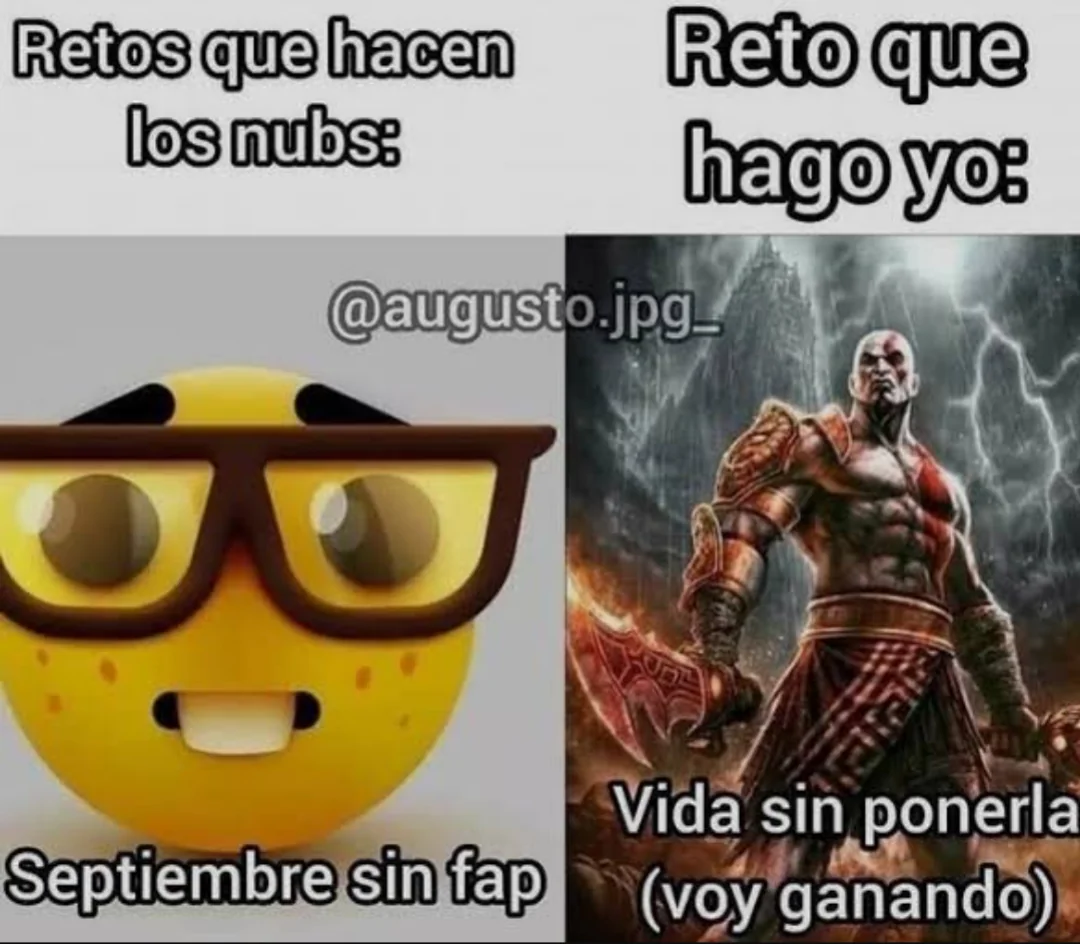 Retos que hacen
los nubs:
Reto que
hago yo:
@augusto.jpg_
Septiembre sin fap
Vida sin ponerla
(voy ganando)